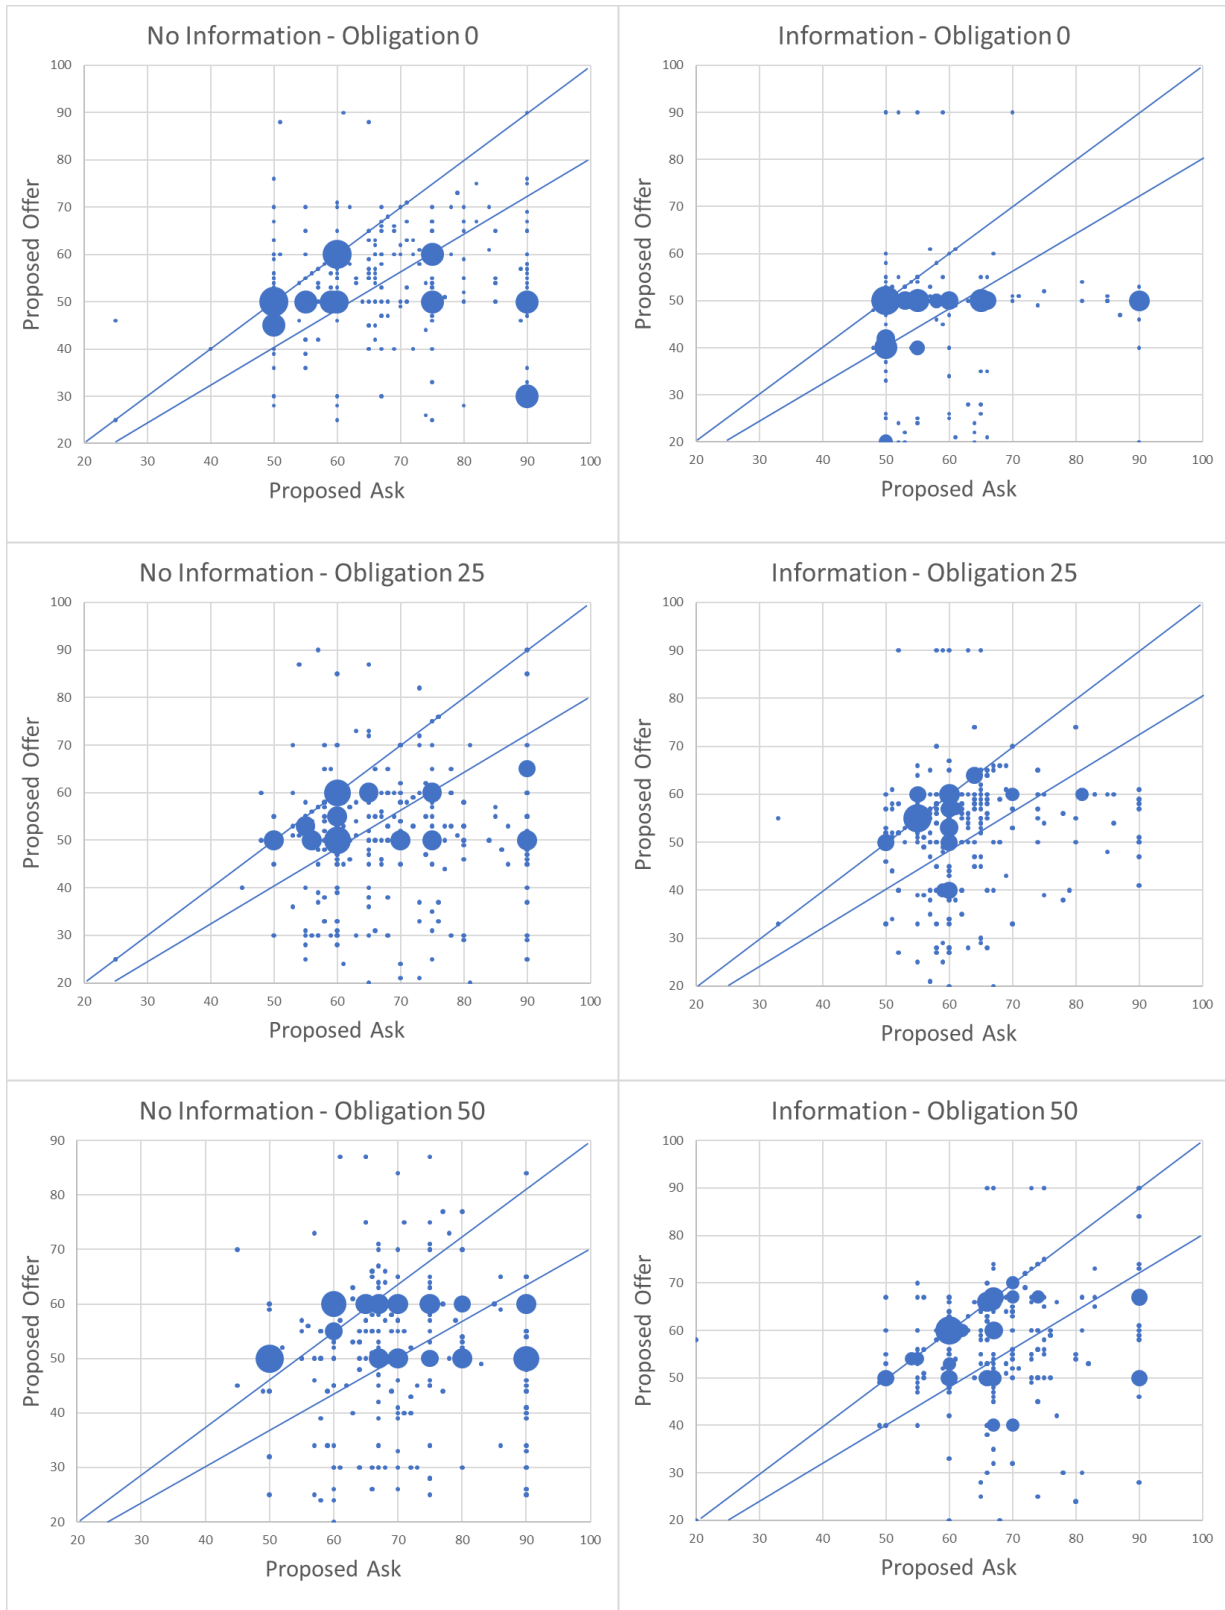 No Information - Obligation 0
100
90
80
70
60
50
40
30
20
Proposed Offer
20 30 40 50 60 70 80 90 100
Proposed Ask
Information - Obligation 0
100
90
80
70
60
50
40
30
20
Proposed Offer
20 30 40 50 60 70 80 90 100
Proposed Ask
No Information - Obligation 25
100
90
80
70
60
50
40
30
20
Proposed Offer
20 30 40 50 60 70 80 90 100
Proposed Ask
Information - Obligation 25
100
90
80
70
60
50
40
30
20
Proposed Offer
20 30 40 50 60 70 80 90 100
Proposed Ask
No Information - Obligation 50
90
80
70
60
50
40
30
20
Proposed Offer
20 30 40 50 60 70 80 90 100
Proposed Ask
Information - Obligation 50
100
90
80
70
60
50
40
30
20
Proposed Offer
20 30 40 50 60 70 80 90 100
Proposed Ask